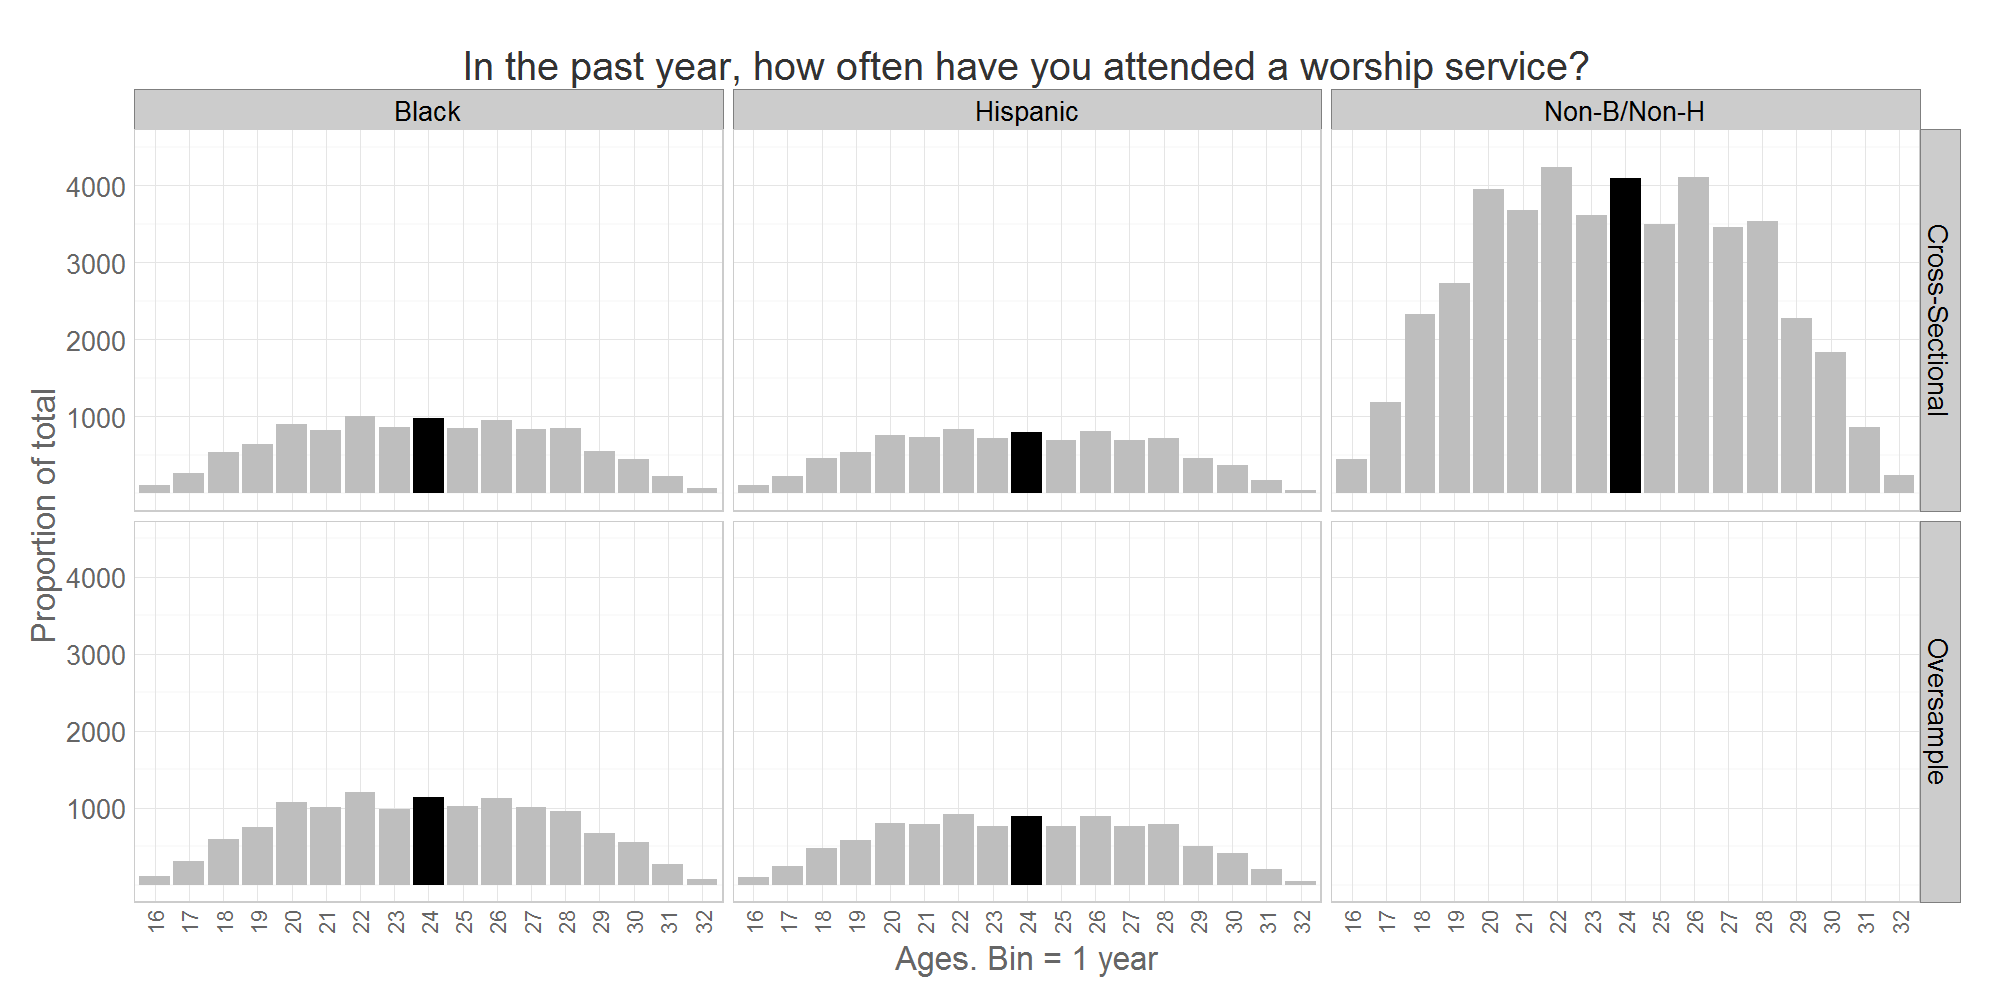 In the past year, how often have you attended a worship service?
Black
Hispanic
Non-B/Non-H
4000
3000
2000
1000
Cross-Sectional
Proportion of total
4000
3000
2000
1000
Oversample
16 17 18 19 20 21 22 23 24 25 26 27 28 29 30 31 32
16 17 18 19 20 21 22 23 24 25 26 27 28 29 30 31 32
16 17 18 19 20 21 22 23 24 25 26 27 28 29 30 31 32
Ages. Bin = 1 year